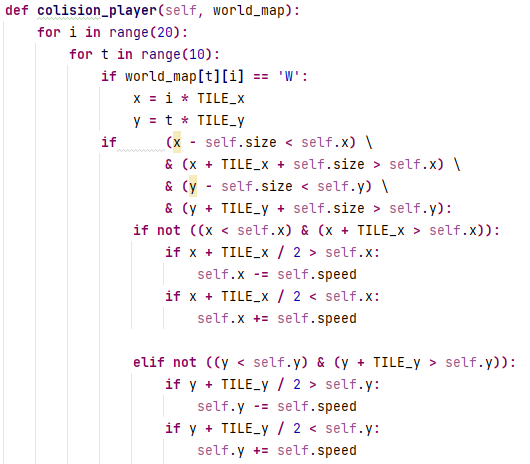 def colision_player(self, world_map):
    for i in range(20):
        for t in range(10):
            if world_map[t][i] == 'W':
                x = i * TILE_x
                y = t * TILE_y
            if      (x - self.size < self.x) \
                    & (x + TILE_x + self.size > self.x) \
                    & (y - self.size < self.y) \
                    & (y + TILE_y + self.size > self.y):
                if not ((x < self.x) & (x + TILE_x > self.x)):
                    if x + TILE_x / 2 > self.x:
                        self.x -= self.speed
                    if x + TILE_x / 2 < self.x:
                        self.x += self.speed

                elif not ((y < self.y) & (y + TILE_y > self.y)):
                    if y + TILE_y / 2 > self.y:
                        self.y -= self.speed
                    if y + TILE_y / 2 < self.y:
                        self.y += self.speed